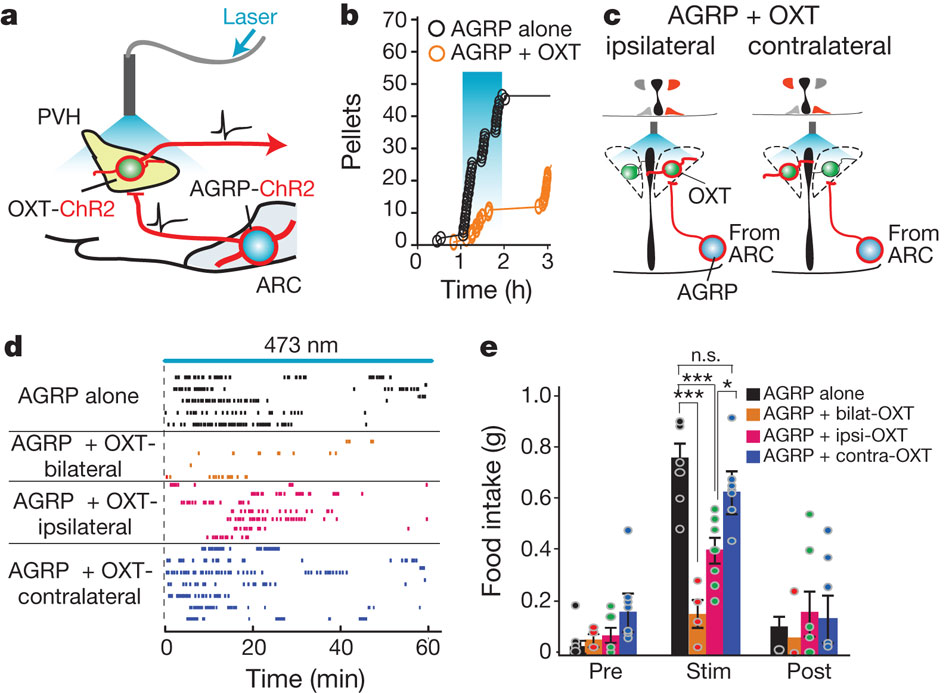 a
Laser
PVH
AGRP-ChR2
OXT-ChR2
ARC
b
AGRP alone
AGRP + OXT
Pellets
70
60
50
40
30
20
10
0
0 1 2 3
Time (h)
c
AGRP + OXT
ipsilateral
contralateral
OXT
From
ARC
AGRP
From
ARC
d
473 nm
AGRP alone
AGRP + OXT-
bilateral
AGRP + OXT-
ipsilateral
AGRP + OXT-
contralateral
0 20 40 60
Time (min)
e
n.s.
***
***
*
AGRP alone
AGRP + bilat-OXT
AGRP + ipsi-OXT
AGRP + contra-OXT
Food intake (g)
1.0
0.8
0.6
0.4
0.2
0
Pre Stim Post